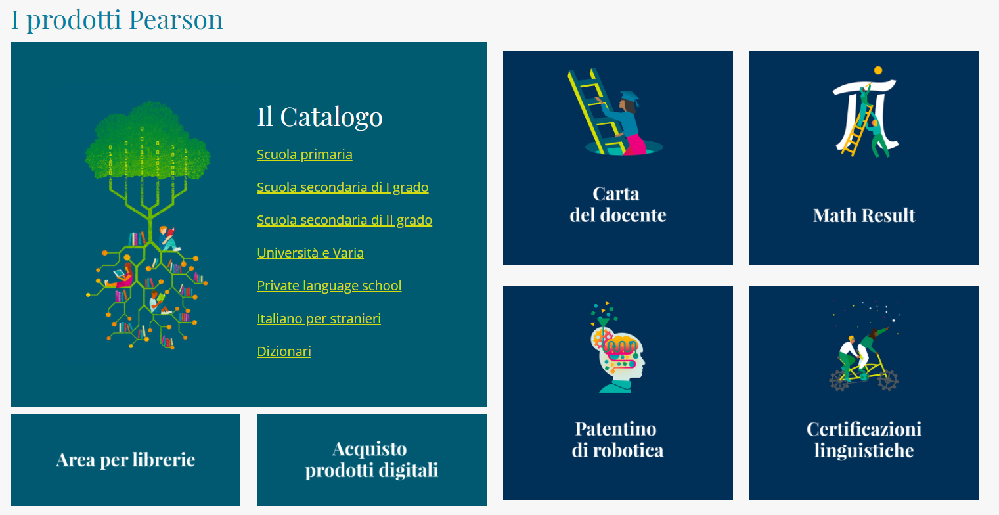 I prodotti Pearson
Il Catalogo
Scuola primaria
Scuola secondaria di I grado
Scuola secondaria di II grado
Università e Varia
Private language school
Italiano per stranieri
Dizionari
Area per librerie
Acquisto
prodotti digitali
Carta
del docente
Math Result
Patentino
di robotica
Certificazioni
linguistiche